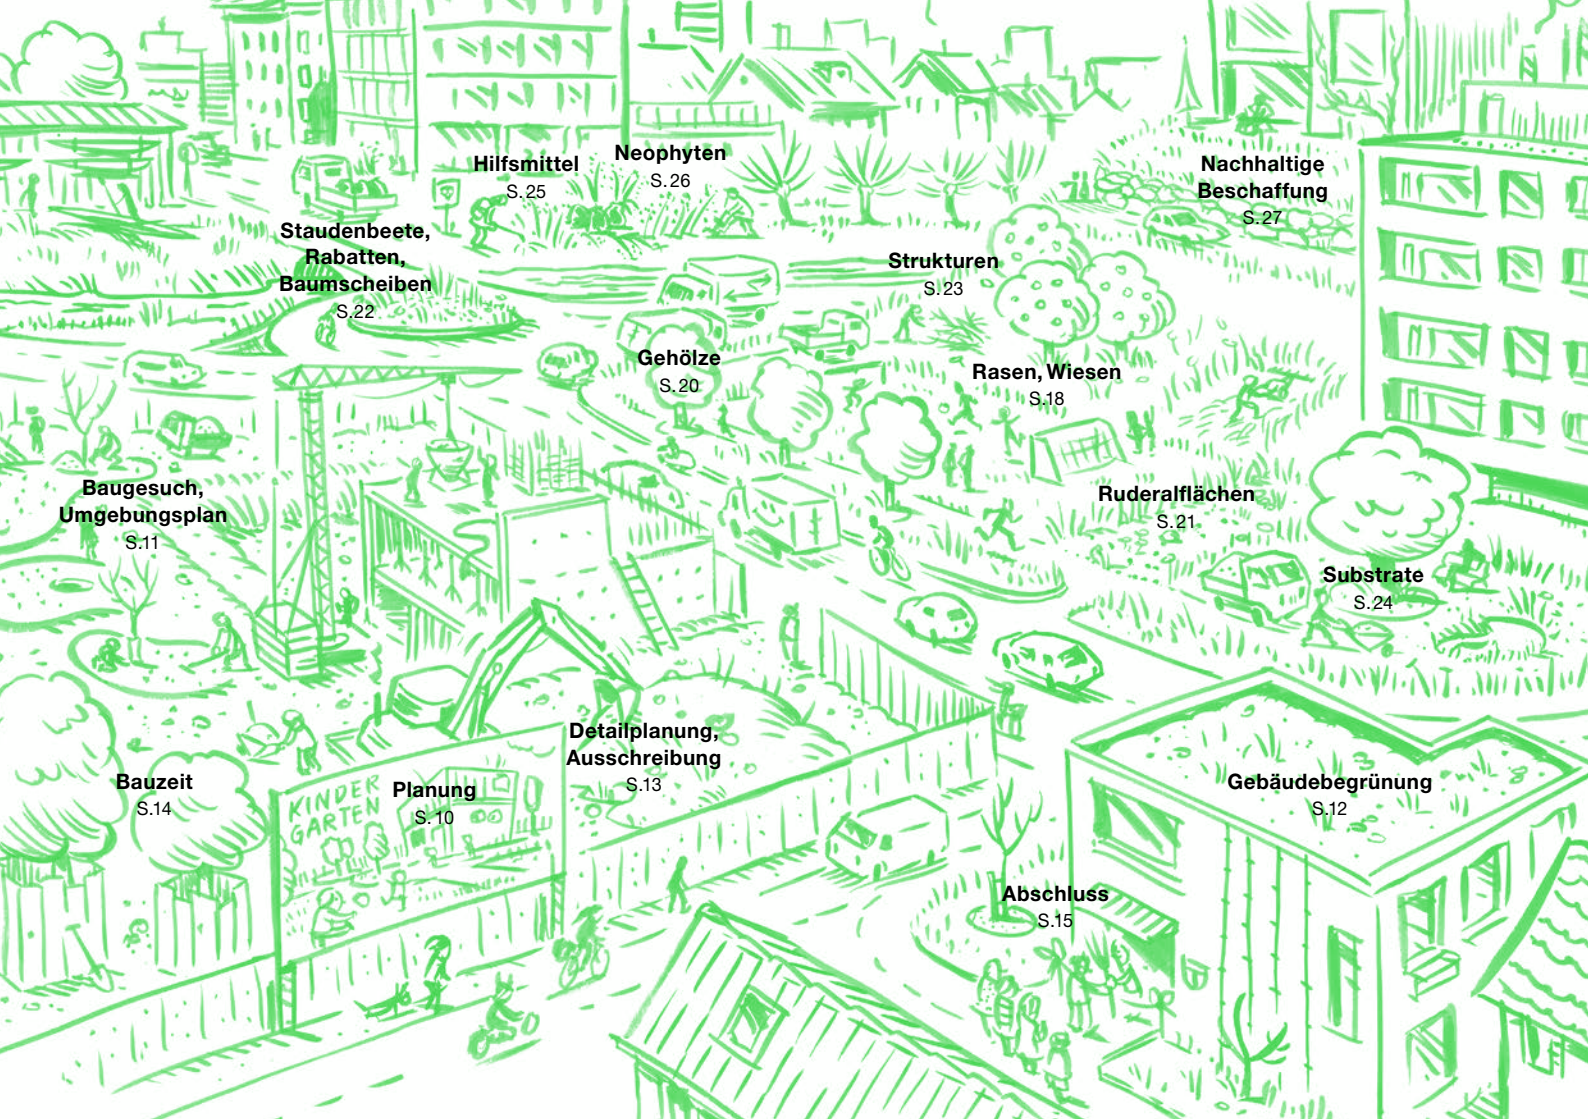 Hilfsmittel
S. 25
Neophyten
S. 26
Nachhaltige
Beschaffung
S. 27
Staudenbeete,
Rabatten,
Baumscheiben
S. 22
Strukturen
S. 23
Gehölze
S. 20
Rasen, Wiesen
S. 18
Baugesuch,
Umgebungsplan
S. 11
Ruderalflächen
S. 21
Substrate
S. 24
Detailplanung,
Ausschreibung
S. 13
Bauzeit
S. 14
KINDER
GARTEN
Planung
S. 10
Gebäudebegrünung
S. 12
Abschluss
S. 15